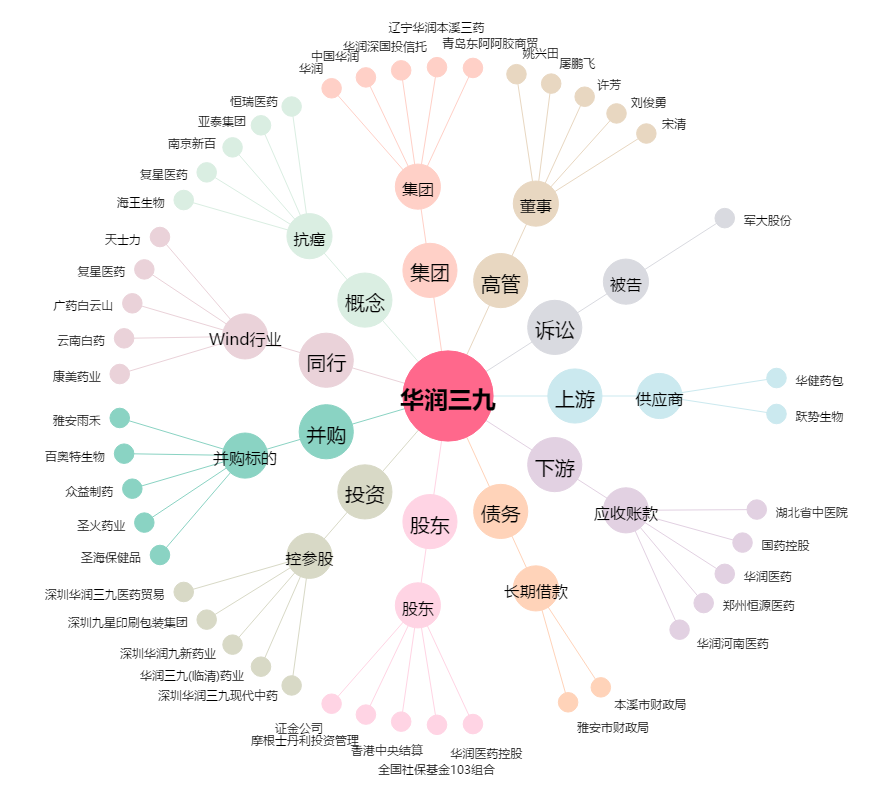 辽宁华润本溪三药
华润深国投信托
青岛东阿阿胶商贸
中国华润
华润
姚兴田
屠鹏飞
许芳
刘俊勇
宋清
恒瑞医药
亚泰集团
南京新百
复星医药
海王生物
集团
董事
军大股份
天士力
抗癌
复星医药
集团
高管
被告
广药白云山
概念
诉讼
云南白药
Wind行业
同行
康美药业
华润三九
上游
供应商
华健药包
跃势生物
雅安雨禾
并购
百奥特生物
并购标的
下游
众益制药
投资
股东
债务
应收账款
湖北省中医院
圣火药业
国药控股
圣海保健品
控参股
华润医药
深圳华润三九医药贸易
长期借款
郑州恒源医药
深圳九星印刷包装集团
股东
华润河南医药
深圳华润九新药业
华润三九(临清)药业
深圳华润三九现代中药
本溪市财政局
雅安市财政局
证金公司
摩根士丹利投资管理
香港中央结算
华润医药控股
全国社保基金103组合